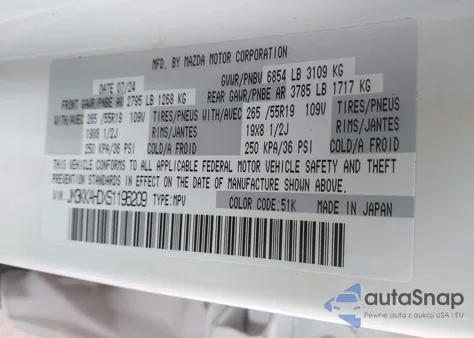 MFD. BY MAZDA MOTOR CORPORATION
DATE 07/24 GVWR/PNBV 6854 LB 3109 KG
FRONT GAWR/PNBE AV 2795 LB 1268 KG REAR GAWR/PNBE AR 3785 LB 1717 KG
WITH/AVEC 265 /55R19 109V TIRES/PNEUS WITH/AVEC 265 /55R19 109V TIRES/PNEUS
19X8 1/2J RIMS/JANTES 19X8 1/2J RIMS/JANTES
250 KPA/36 PSI COLD/A FROID 250 KPA/36 PSI COLD/A FROID
THIS VEHICLE CONFORMS TO ALL APPLICABLE FEDERAL MOTOR VEHICLE SAFETY AND THEFT
PREVENTION STANDARDS IN EFFECT ON THE DATE OF MANUFACTURE SHOWN ABOVE.
VIN: JM3KKAHDXS1196209 TYPE:MPV COLOR CODE:51K MADE IN JAPAN
autoSnap
Pewne auta z aukcji USA i EU